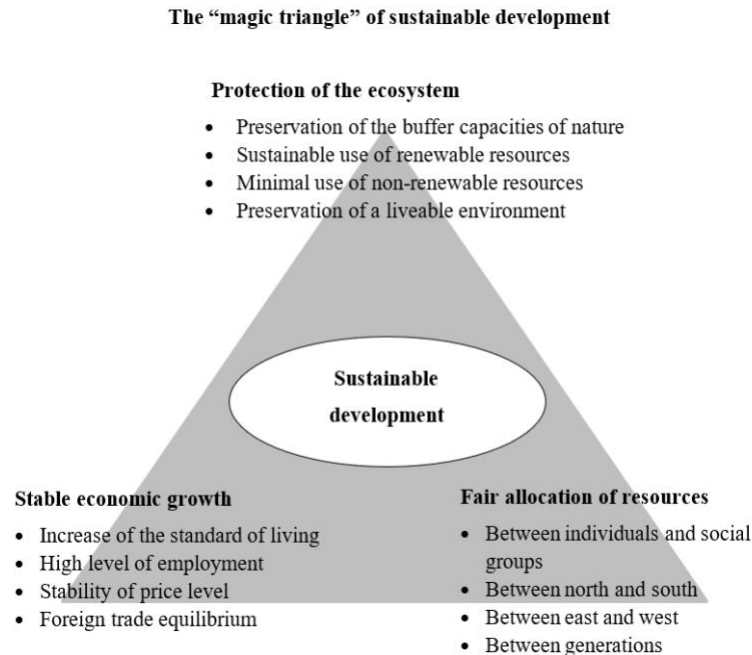 The “magic triangle” of sustainable development
Protection of the ecosystem
• Preservation of the buffer capacities of nature
• Sustainable use of renewable resources
• Minimal use of non-renewable resources
• Preservation of a liveable environment
Sustainable
development
Stable economic growth
• Increase of the standard of living
• High level of employment
• Stability of price level
• Foreign trade equilibrium
Fair allocation of resources
• Between individuals and social
groups
• Between north and south
• Between east and west
• Between generations